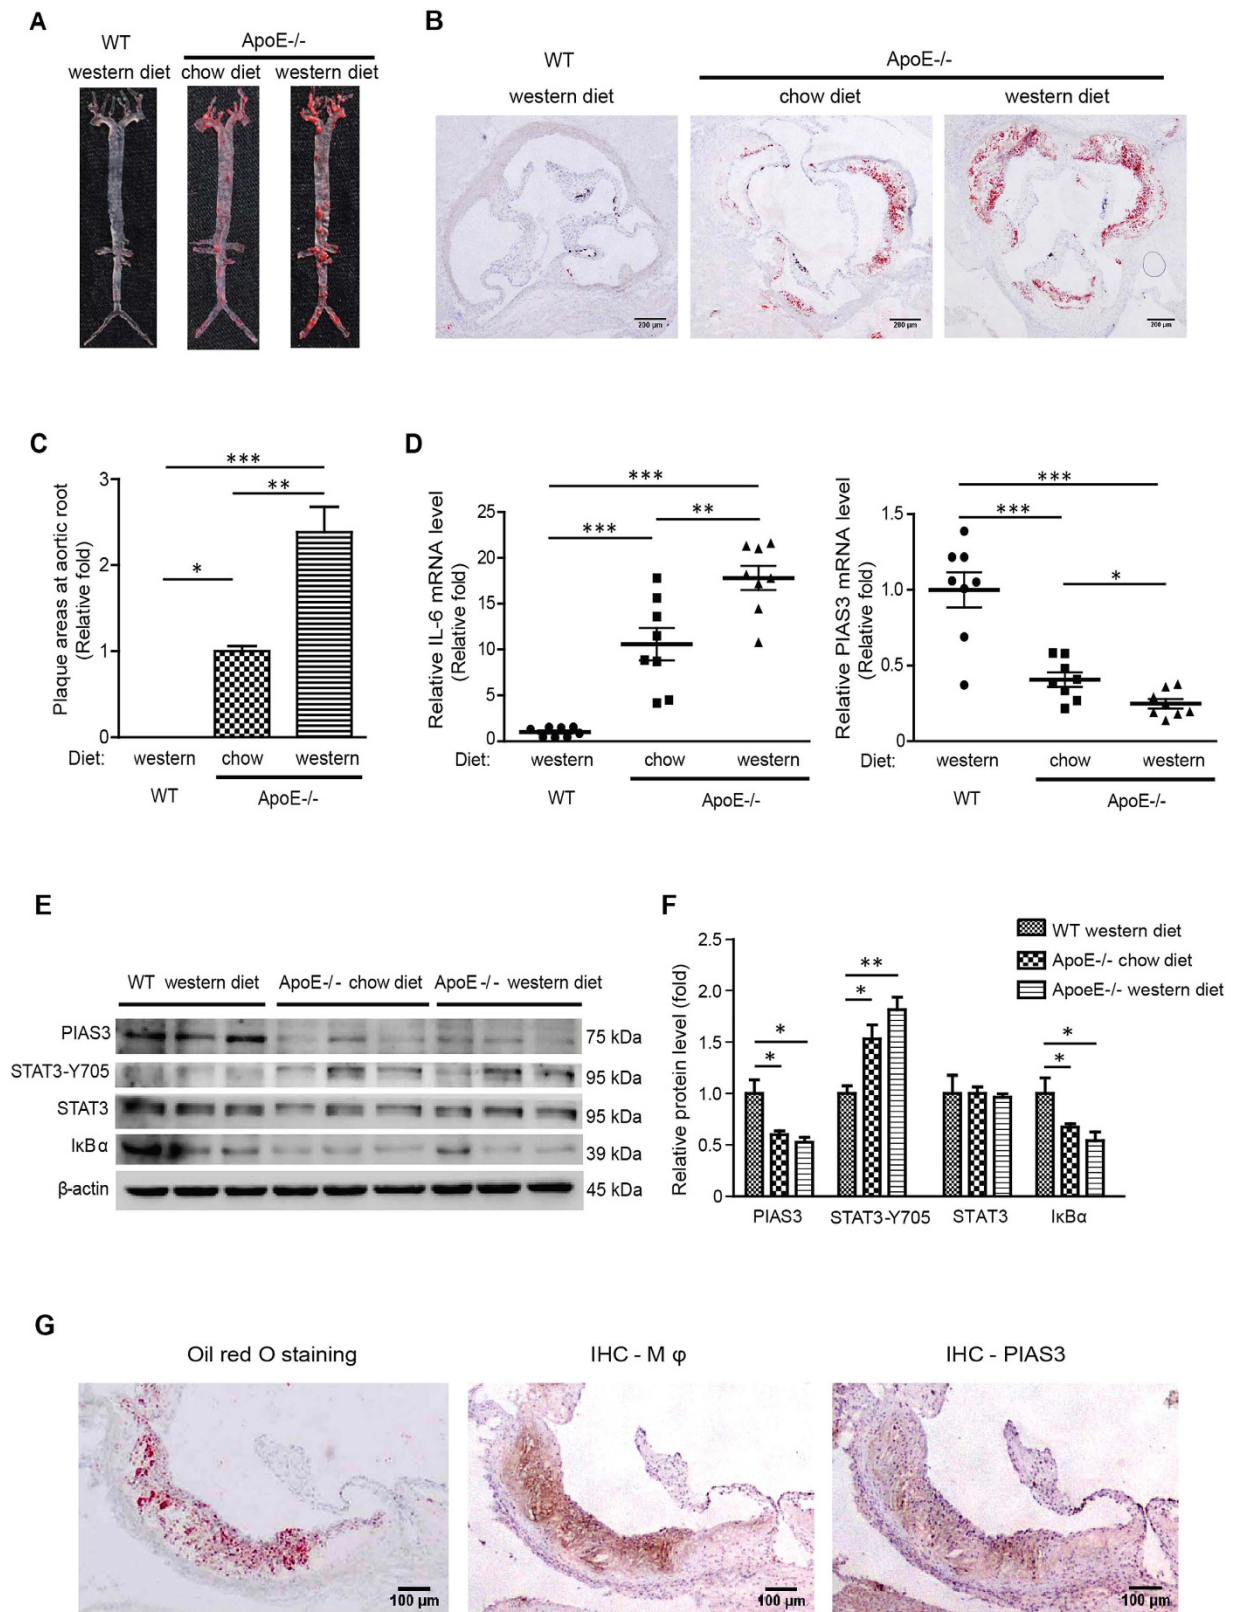 A
WT
ApoE-/-
western diet
chow diet
western diet
B
WT
ApoE-/-
western diet
chow diet
western diet
200 µm
200 µm
200 µm
C
Plaque areas at aortic root
(Relative fold)
3
2
1
0
***
**
*
Diet:
western
chow
western
WT
ApoE-/-
D
Relative IL-6 mRNA level
(Relative fold)
25
20
15
10
5
0
***
***
**
Diet:
western
chow
western
WT
ApoE-/-
Relative PIAS3 mRNA level
(Relative fold)
1.5
1.0
0.5
0
***
***
*
Diet:
western
chow
western
WT
ApoE-/-
E
WT western diet
ApoE-/- chow diet
ApoE-/- western diet
PIAS3
75 kDa
STAT3-Y705
95 kDa
STAT3
95 kDa
IκBα
39 kDa
β-actin
45 kDa
F
WT western diet
ApoE-/- chow diet
ApoeE-/- western diet
Relative protein level (fold)
2.5
2.0
1.5
1.0
0.5
0
*
*
**
*
*
*
PIAS3
STAT3-Y705
STAT3
IκBα
G
Oil red O staining
IHC - M φ
IHC - PIAS3
100 µm
100 µm
100 µm